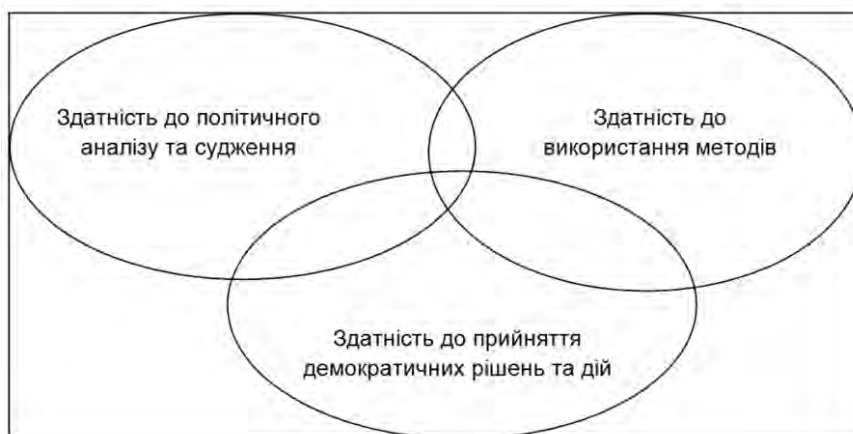 Здатність до політичного
аналізу та судження
Здатність до
використання методів
Здатність до прийняття
демократичних рішень та дій